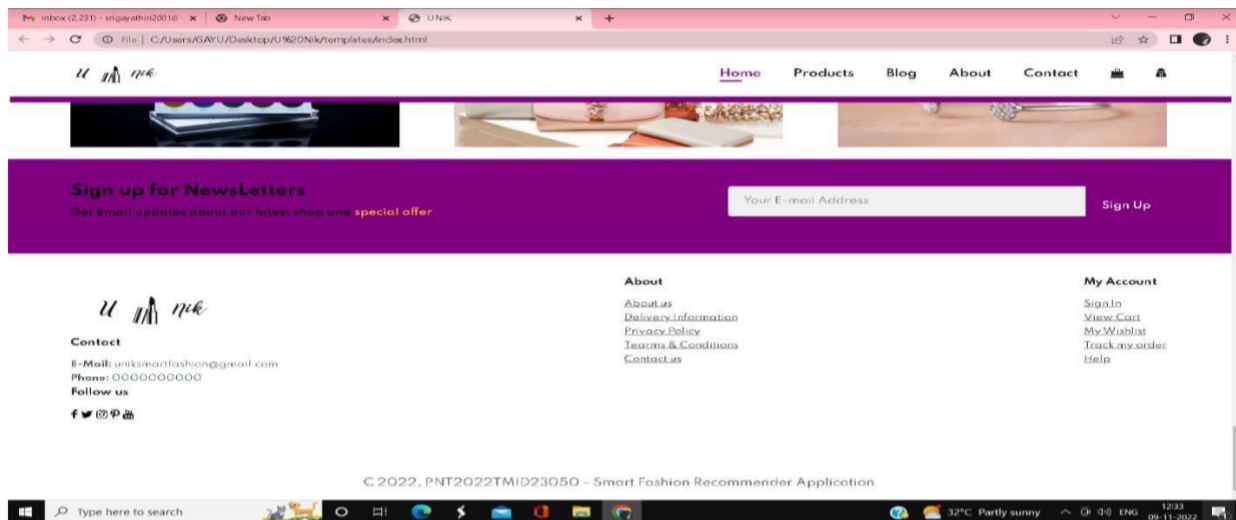 Inbox (2,231) - srigayathiri2001@
New Tab
UNIK
File | C:/Users/GAYU/Desktop/U%20Nik/templates/index.html
U nik
Home Products Blog About Contact
Sign up for NewsLetters
Get Email updates about our latest shop and special offer
Your E-mail Address
Sign Up
U nik
Contact
E-Mail: uniksmartfashion@gmail.com
Phone: 0000000000
Follow us
About
About us
Delivery Information
Privacy Policy
Tearms & Conditions
Contact us
My Account
Sign In
View Cart
My Wishlist
Track my order
Help
C 2022, PNT2022TMID23050 - Smart Fashion Recommender Application
Type here to search
32°C Partly sunny
ENG
12:33
09-11-2022